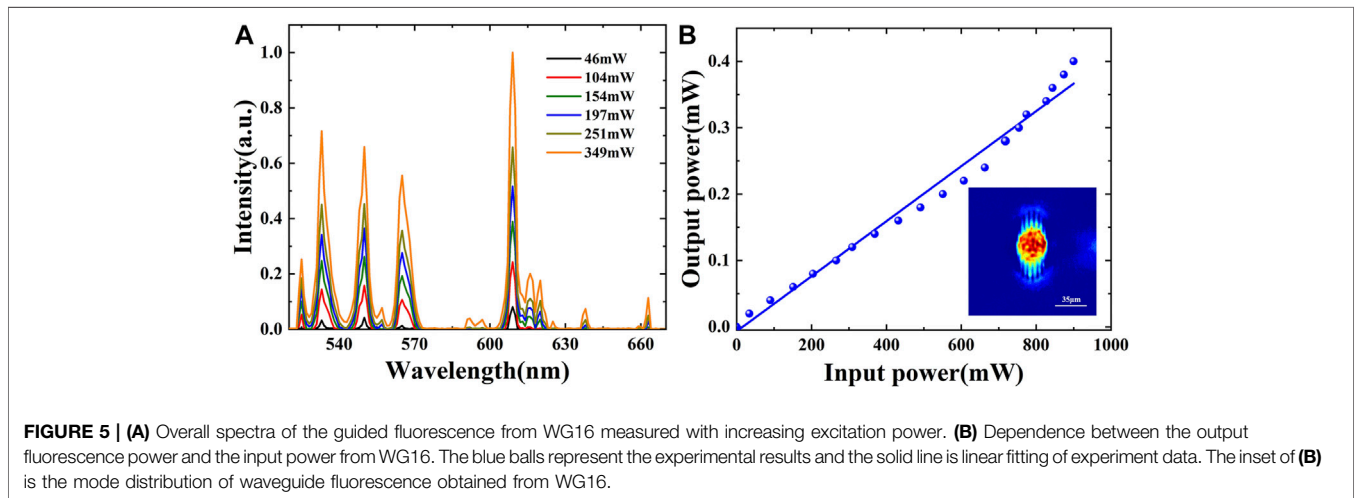 A
Intensity(a.u.)
1.0
0.8
0.6
0.4
0.2
0.0
540
570
600
630
660
Wavelength(nm)
46mW
104mW
154mW
197mW
251mW
349mW
B
Output power(mW)
0.4
0.3
0.2
0.1
0.0
0
200
400
600
800
1000
Input power(mW)
35μm
FIGURE 5 | (A) Overall spectra of the guided fluorescence from WG16 measured with increasing excitation power. (B) Dependence between the output
fluorescence power and the input power from WG16. The blue balls represent the experimental results and the solid line is linear fitting of experiment data. The inset of (B)
is the mode distribution of waveguide fluorescence obtained from WG16.